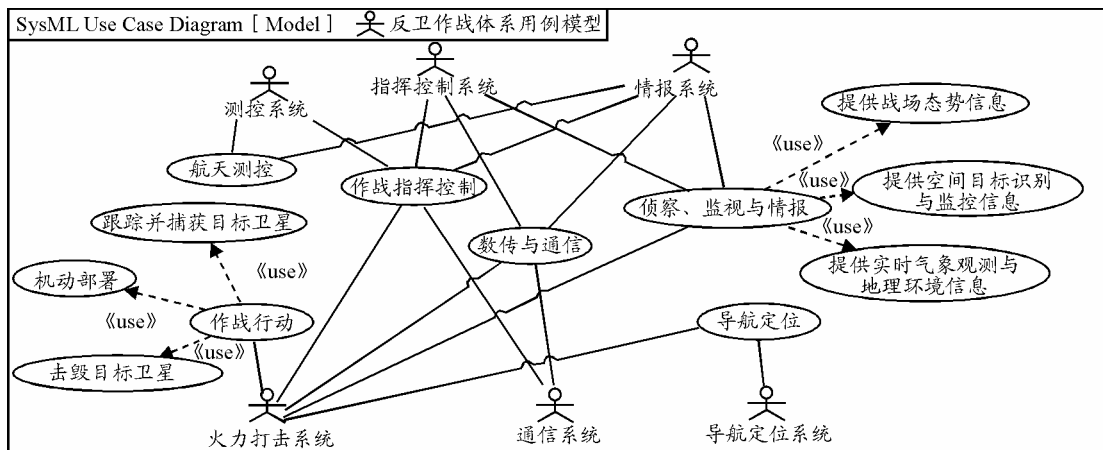 SysML Use Case Diagram [ Model ] 反卫作战体系用例模型
测控系统
指挥控制系统
情报系统
提供战场态势信息
《use》
航天测控
作战指挥控制
《use》
提供空间目标识别
与监控信息
侦察、监视与情报
跟踪并捕获目标卫星
《use》
数传与通信
提供实时气象观测与
地理环境信息
《use》
机动部署
《use》
作战行动
导航定位
《use》
击毁目标卫星
火力打击系统
通信系统
导航定位系统